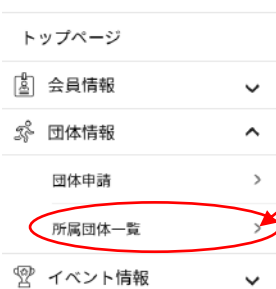 トップページ
会員情報
団体情報
団体申請
所属団体一覧
イベント情報